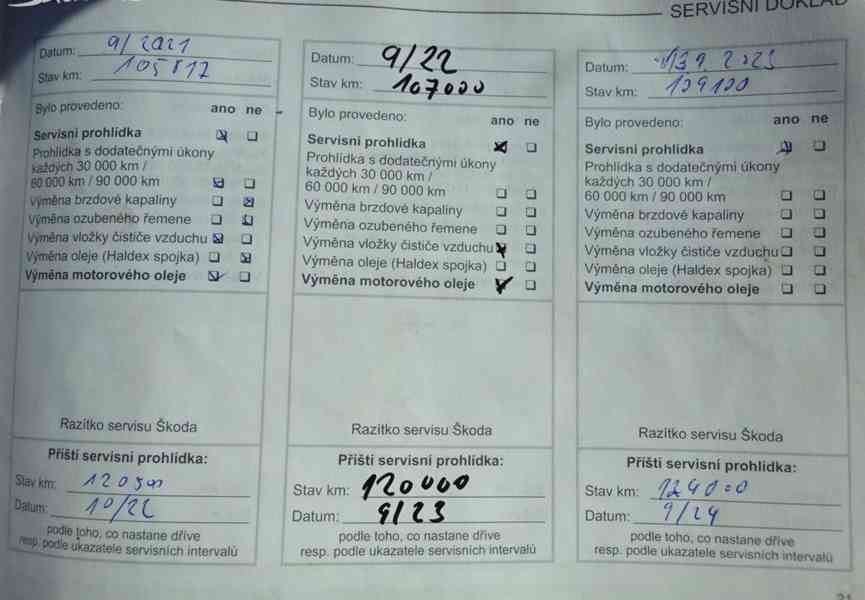 SERVISNÍ DOKLAD
Datum: 9/2021
Stav km: 105817
Bylo provedeno: ano ne
Servisní prohlídka
Prohlídka s dodatečnými úkony
každých 30 000 km /
60 000 km / 90 000 km
Výměna brzdové kapaliny
Výměna ozubeného řemene
Výměna vložky čističe vzduchu
Výměna oleje (Haldex spojka)
Výměna motorového oleje
Razítko servisu Škoda
Příští servisní prohlídka:
Stav km:
Datum: 10/22
podle toho, co nastane dříve
resp. podle ukazatele servisních intervalů
Datum: 9/22
Stav km: 107000
Bylo provedeno: ano ne
Servisní prohlídka
Prohlídka s dodatečnými úkony
každých 30 000 km /
60 000 km / 90 000 km
Výměna brzdové kapaliny
Výměna ozubeného řemene
Výměna vložky čističe vzduchu
Výměna oleje (Haldex spojka)
Výměna motorového oleje
Razítko servisu Škoda
Příští servisní prohlídka:
Stav km: 120000
Datum: 9/23
podle toho, co nastane dříve
resp. podle ukazatele servisních intervalů
Datum: 2023
Stav km:
Bylo provedeno: ano ne
Servisní prohlídka
Prohlídka s dodatečnými úkony
každých 30 000 km /
60 000 km / 90 000 km
Výměna brzdové kapaliny
Výměna ozubeného řemene
Výměna vložky čističe vzduchu
Výměna oleje (Haldex spojka)
Výměna motorového oleje
Razítko servisu Škoda
Příští servisní prohlídka:
Stav km: 124000
Datum: 9/24
podle toho, co nastane dříve
resp. podle ukazatele servisních intervalů